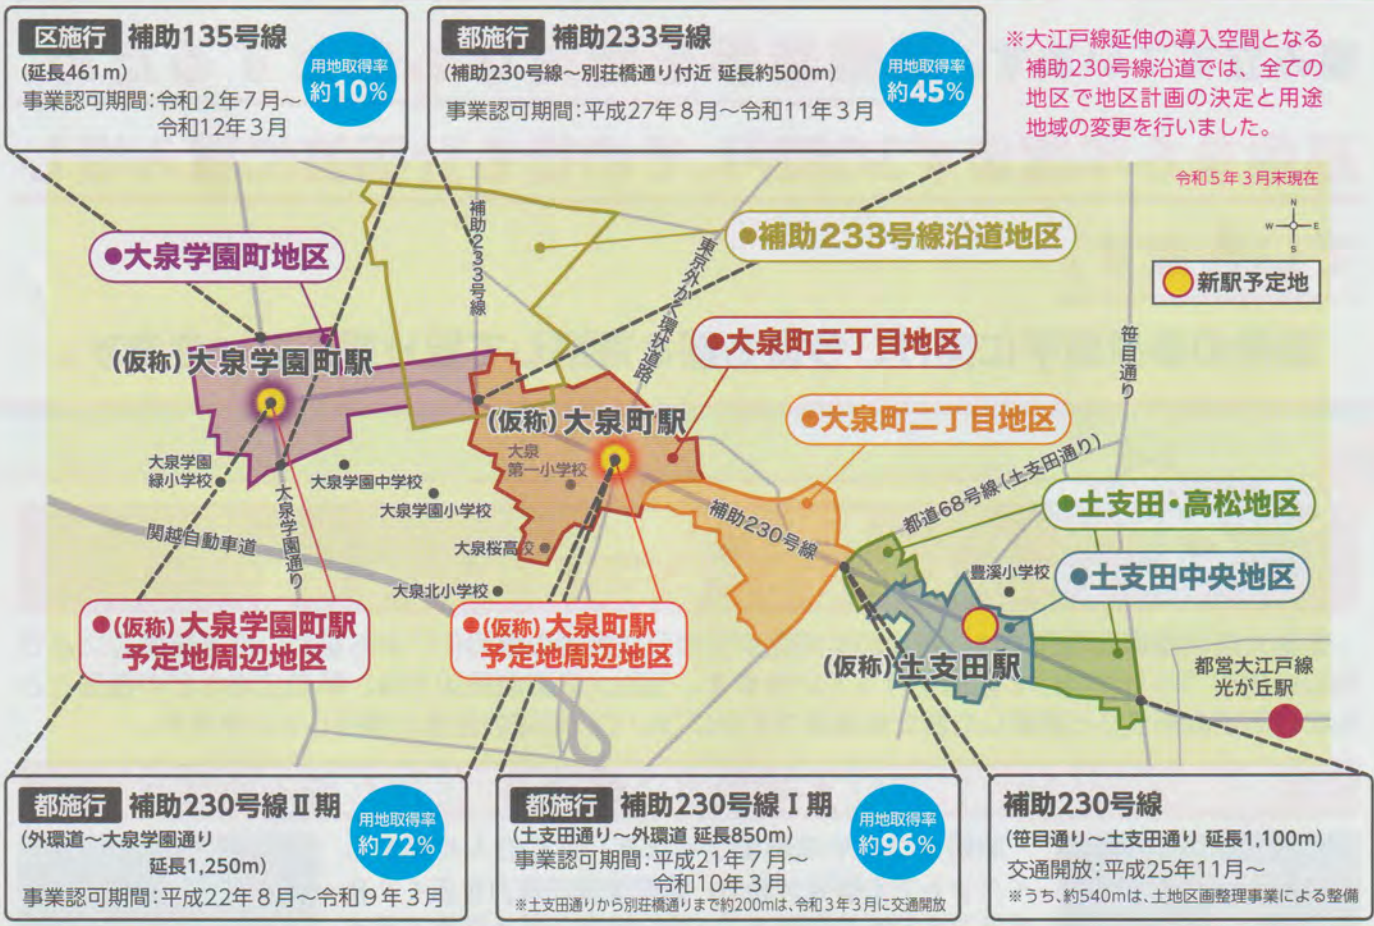 区施行 補助135号線
(延長461m)
事業認可期間:令和2年7月～
令和12年3月
用地取得率
約10%
都施行 補助233号線
(補助230号線～別荘橋通り付近 延長約500m)
事業認可期間:平成27年8月～令和11年3月
用地取得率
約45%
※大江戸線延伸の導入空間となる
補助230号線沿道では、全ての
地区で地区計画の決定と用途
地域の変更を行いました。
令和5年3月末現在
N
W E
S
新駅予定地
●大泉学園町地区
補助233号線
●補助233号線沿道地区
東京外かく環状道路
笹目通り
(仮称)大泉学園町駅
●大泉町三丁目地区
(仮称)大泉町駅
●大泉町二丁目地区
大泉
第一小学校
大泉学園
緑小学校
大泉学園中学校
大泉学園小学校
大泉学園通り
関越自動車道
大泉桜高校
大泉北小学校
補助230号線
都道68号線(土支田通り)
●土支田・高松地区
豊溪小学校
●土支田中央地区
●(仮称)大泉学園町駅
予定地周辺地区
●(仮称)大泉町駅
予定地周辺地区
(仮称)土支田駅
都営大江戸線
光が丘駅
都施行 補助230号線Ⅱ期
(外環道～大泉学園通り
延長1,250m)
事業認可期間:平成22年8月～令和9年3月
用地取得率
約72%
都施行 補助230号線Ⅰ期
(土支田通り～外環道 延長850m)
事業認可期間:平成21年7月～
令和10年3月
※土支田通りから別荘橋通りまで約200mは、令和3年3月に交通開放
用地取得率
約96%
補助230号線
(笹目通り～土支田通り 延長1,100m)
交通開放:平成25年11月～
※うち、約540mは、土地区画整理事業による整備